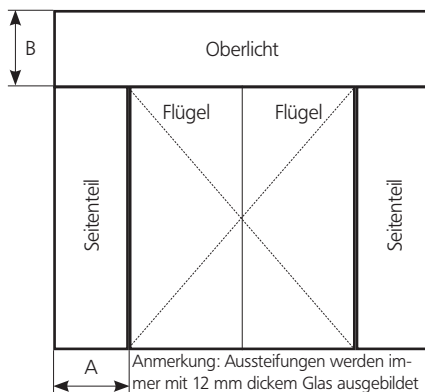 B
Oberlicht
Flügel Flügel
Seitenteil
Seitenteil
A
Anmerkung: Aussteifungen werden im-
mer mit 12 mm dickem Glas ausgebildet